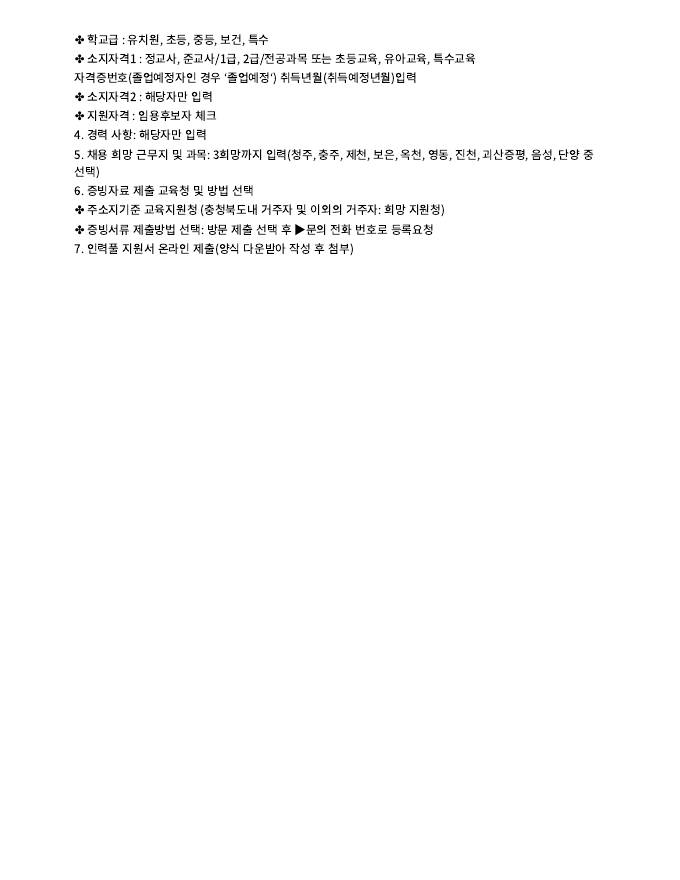 ✤ 학교급 : 유치원, 초등, 중등, 보건, 특수
✤ 소지자격1 : 정교사, 준교사/1급, 2급/전공과목 또는 초등교육, 유아교육, 특수교육
자격증번호(졸업예정자인 경우 ‘졸업예정’) 취득년월(취득예정년월)입력
✤ 소지자격2 : 해당자만 입력
✤ 지원자격 : 임용후보자 체크
4. 경력 사항: 해당자만 입력
5. 채용 희망 근무지 및 과목: 3희망까지 입력(청주, 충주, 제천, 보은, 옥천, 영동, 진천, 괴산증평, 음성, 단양 중
선택)
6. 증빙자료 제출 교육청 및 방법 선택
✤ 주소지기준 교육지원청 (충청북도내 거주자 및 이외의 거주자: 희망 지원청)
✤ 증빙서류 제출방법 선택: 방문 제출 선택 후 ▶문의 전화 번호로 등록요청
7. 인력풀 지원서 온라인 제출(양식 다운받아 작성 후 첨부)